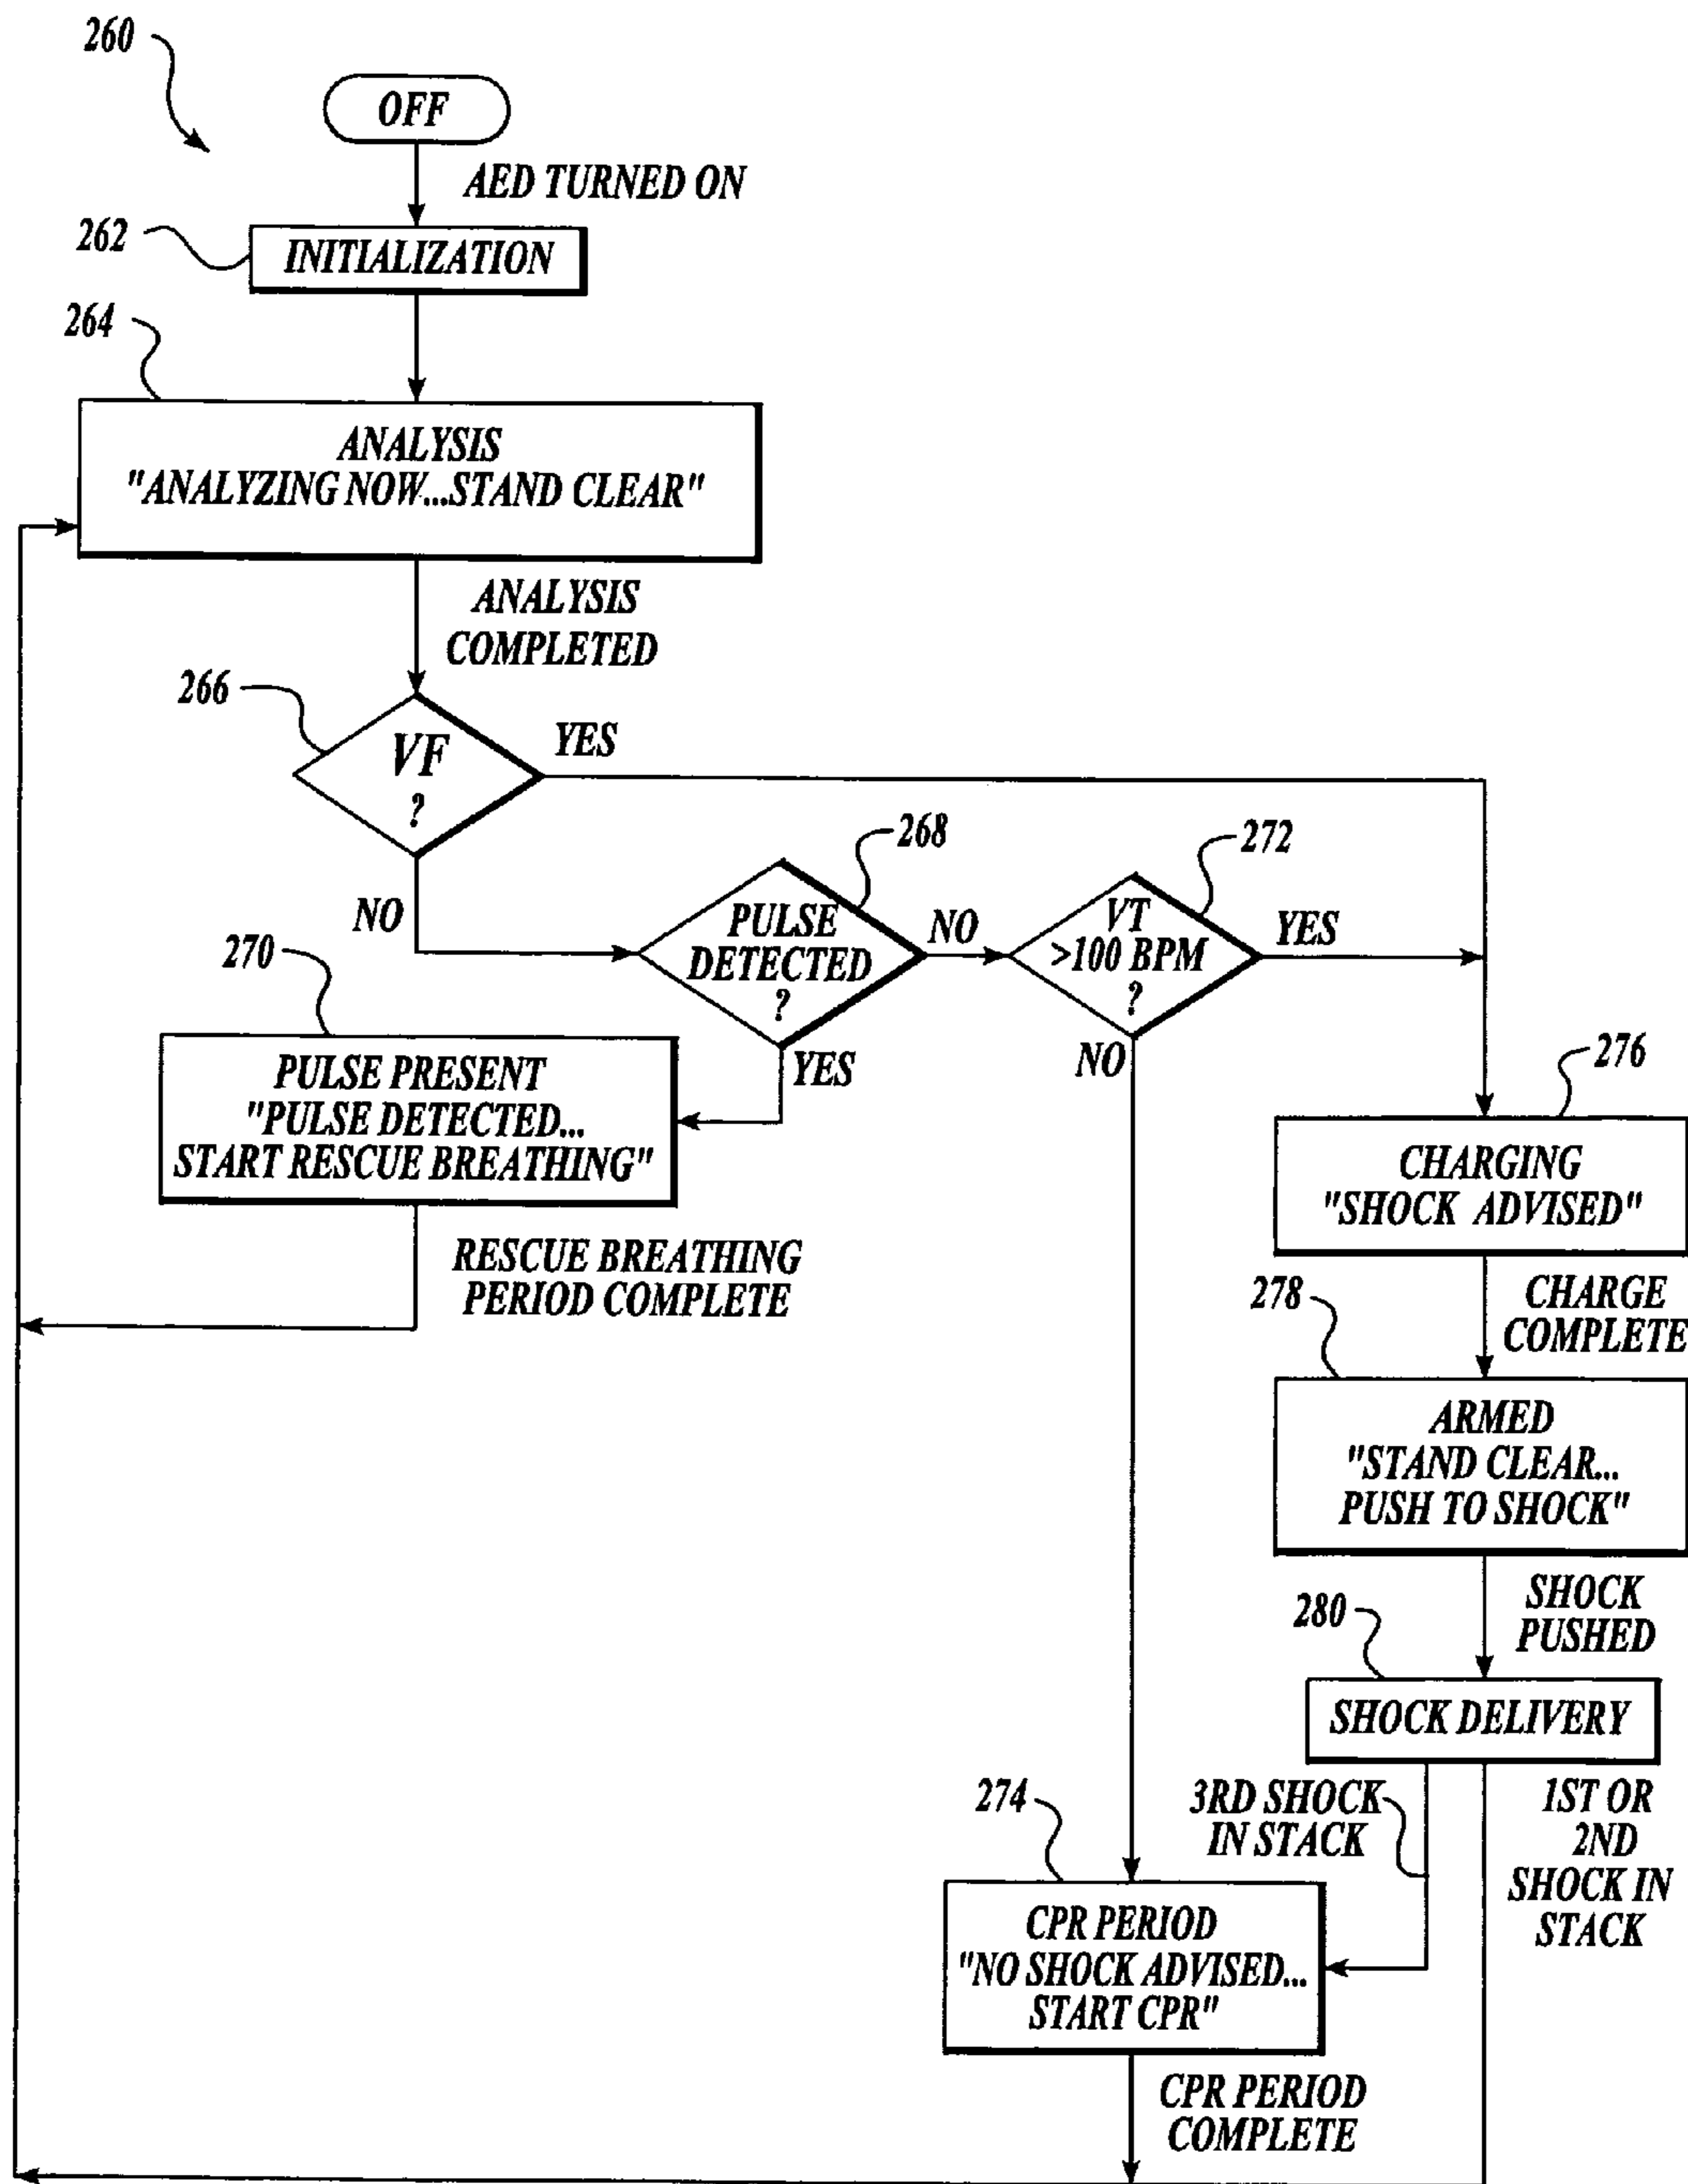 260
OFF
AED TURNED ON
262
INITIALIZATION
264
ANALYSIS
"ANALYZING NOW...STAND CLEAR"
ANALYSIS
COMPLETED
266
VF
?
YES
NO
268
PULSE
DETECTED
?
NO
YES
272
VT
>100 BPM
?
YES
NO
270
PULSE PRESENT
"PULSE DETECTED...
START RESCUE BREATHING"
RESCUE BREATHING
PERIOD COMPLETE
276
CHARGING
"SHOCK ADVISED"
CHARGE
COMPLETE
278
ARMED
"STAND CLEAR...
PUSH TO SHOCK"
SHOCK
PUSHED
280
SHOCK DELIVERY
3RD SHOCK
IN STACK
1ST OR
2ND
SHOCK IN
STACK
274
CPR PERIOD
"NO SHOCK ADVISED...
START CPR"
CPR PERIOD
COMPLETE